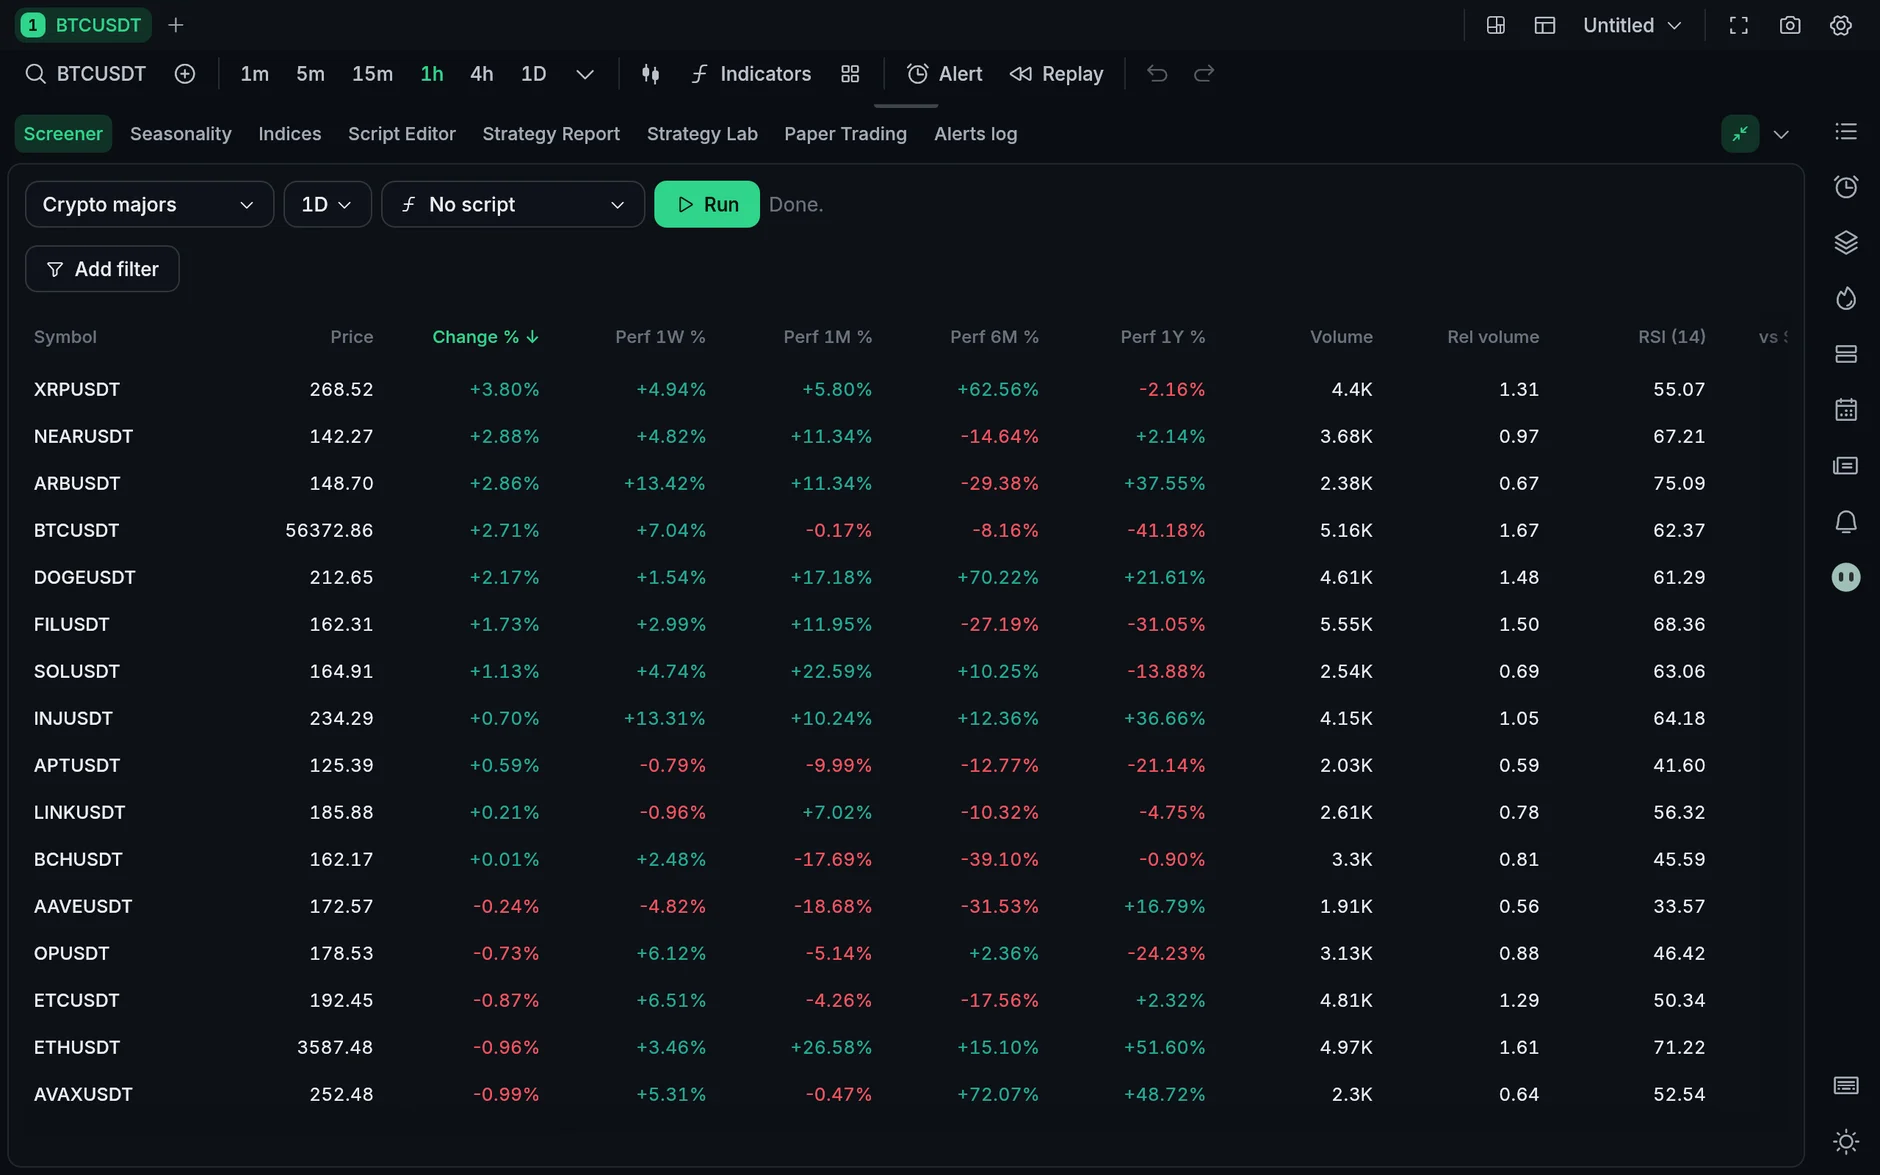 1 BTCUSDT Untitled
BTCUSDT 1m 5m 15m 1h 4h 1D Indicators Alert Replay
Screener Seasonality Indices Script Editor Strategy Report Strategy Lab Paper Trading Alerts log
Crypto majors 1D No script Run Done.
Add filter
Symbol Price Change % ↓ Perf 1W % Perf 1M % Perf 6M % Perf 1Y % Volume Rel volume RSI (14) vs
XRPUSDT 268.52 +3.80% +4.94% +5.80% +62.56% -2.16% 4.4K 1.31 55.07
NEARUSDT 142.27 +2.88% +4.82% +11.34% -14.64% +2.14% 3.68K 0.97 67.21
ARBUSDT 148.70 +2.86% +13.42% +11.34% -29.38% +37.55% 2.38K 0.67 75.09
BTCUSDT 56372.86 +2.71% +7.04% -0.17% -8.16% -41.18% 5.16K 1.67 62.37
DOGEUSDT 212.65 +2.17% +1.54% +17.18% +70.22% +21.61% 4.61K 1.48 61.29
FILUSDT 162.31 +1.73% +2.99% +11.95% -27.19% -31.05% 5.55K 1.50 68.36
SOLUSDT 164.91 +1.13% +4.74% +22.59% +10.25% -13.88% 2.54K 0.69 63.06
INJUSDT 234.29 +0.70% +13.31% +10.24% +12.36% +36.66% 4.15K 1.05 64.18
APTUSDT 125.39 +0.59% -0.79% -9.99% -12.77% -21.14% 2.03K 0.59 41.60
LINKUSDT 185.88 +0.21% -0.96% +7.02% -10.32% -4.75% 2.61K 0.78 56.32
BCHUSDT 162.17 +0.01% +2.48% -17.69% -39.10% -0.90% 3.3K 0.81 45.59
AAVEUSDT 172.57 -0.24% -4.82% -18.68% -31.53% +16.79% 1.91K 0.56 33.57
OPUSDT 178.53 -0.73% +6.12% -5.14% +2.36% -24.23% 3.13K 0.88 46.42
ETCUSDT 192.45 -0.87% +6.51% -4.26% -17.56% +2.32% 4.81K 1.29 50.34
ETHUSDT 3587.48 -0.96% +3.46% +26.58% +15.10% +51.60% 4.97K 1.61 71.22
AVAXUSDT 252.48 -0.99% +5.31% -0.47% +72.07% +48.72% 2.3K 0.64 52.54